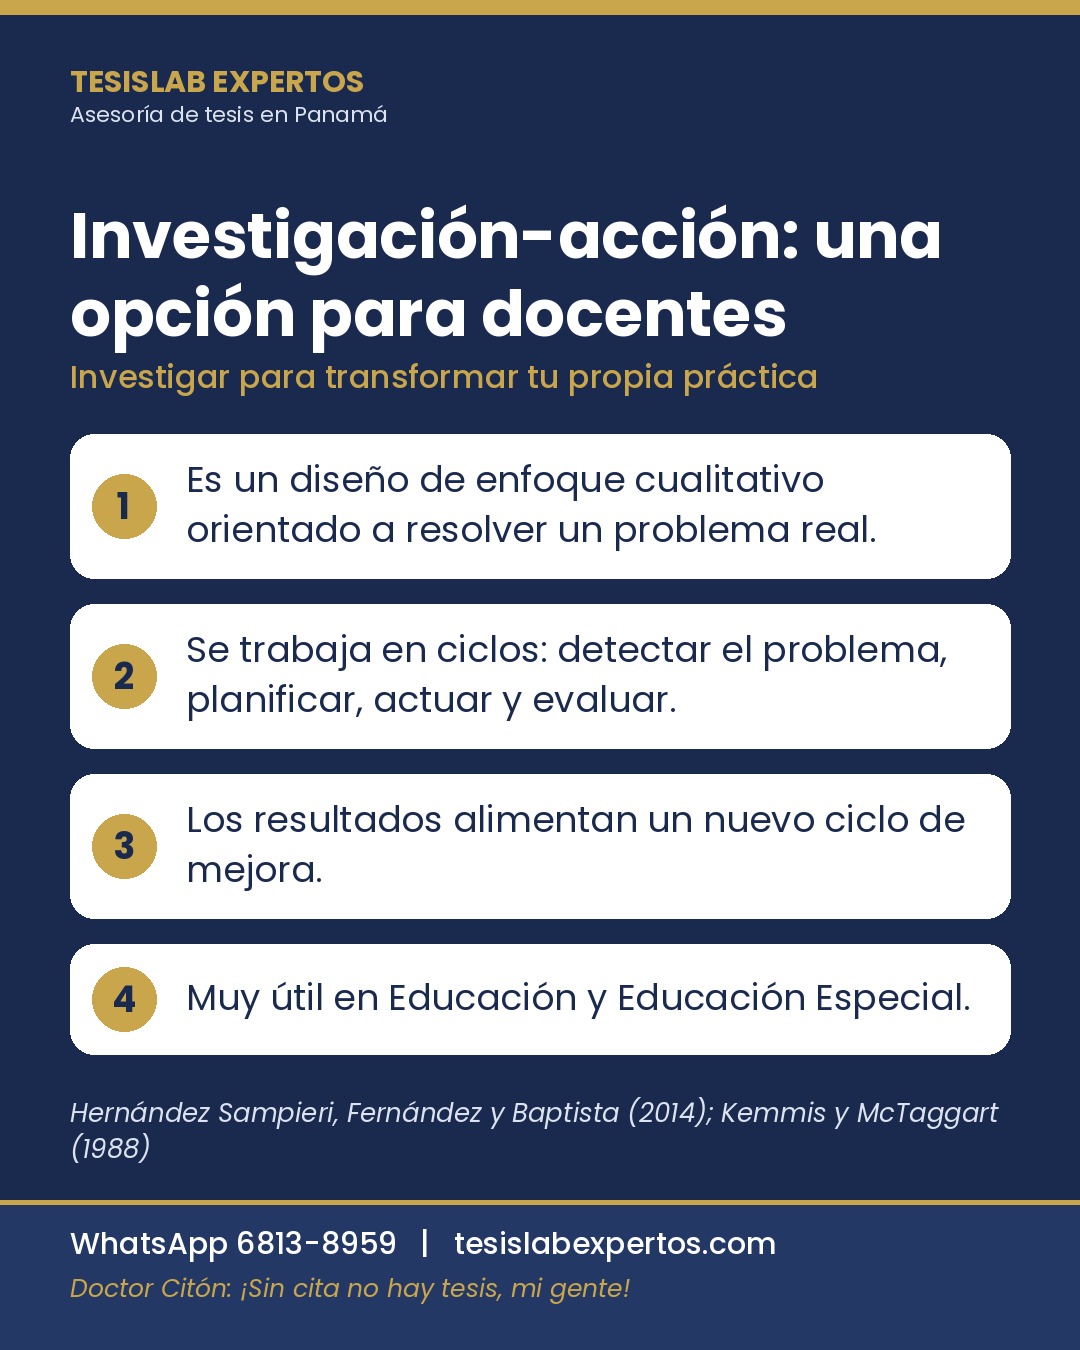 TESISLAB EXPERTOS
Asesoría de tesis en Panamá
Investigación-acción: una
opción para docentes
Investigar para transformar tu propia práctica
1
Es un diseño de enfoque cualitativo
orientado a resolver un problema real.
2
Se trabaja en ciclos: detectar el problema,
planificar, actuar y evaluar.
3
Los resultados alimentan un nuevo ciclo de
mejora.
4
Muy útil en Educación y Educación Especial.
Hernández Sampieri, Fernández y Baptista (2014); Kemmis y McTaggart
(1988)
WhatsApp 6813-8959 | tesislabexpertos.com
Doctor Citón: ¡Sin cita no hay tesis, mi gente!